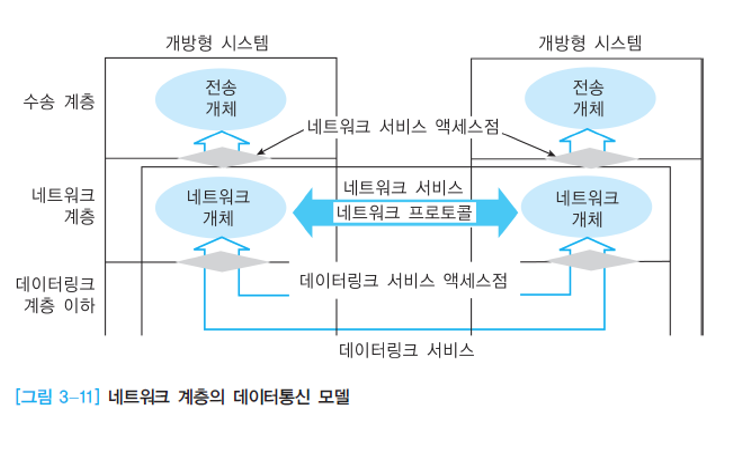 개방형 시스템
개방형 시스템
수송 계층
전송
개체
전송
개체
네트워크 서비스 액세스점
네트워크
계층
네트워크
개체
네트워크 서비스
네트워크 프로토콜
네트워크
개체
데이터링크
계층 이하
데이터링크 서비스 액세스점
데이터링크 서비스
[그림 3-11] 네트워크 계층의 데이터통신 모델